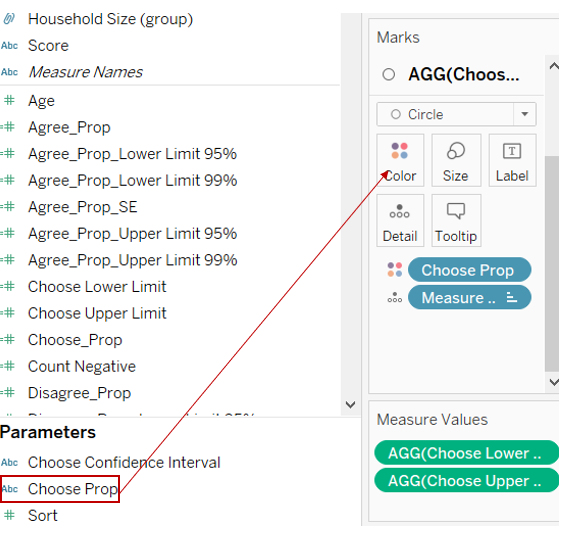 Household Size (group)
Abc Score
Abc Measure Names
# Age
=# Agree_Prop
=# Agree_Prop_Lower Limit 95%
=# Agree_Prop_Lower Limit 99%
=# Agree_Prop_SE
=# Agree_Prop_Upper Limit 95%
=# Agree_Prop_Upper Limit 99%
=# Choose Lower Limit
=# Choose Upper Limit
=# Choose_Prop
=# Count Negative
=# Disagree_Prop
Parameters
Abc Choose Confidence Interval
Abc Choose Prop
# Sort
Marks
AGG(Choos...
Circle
Color Size Label
Detail Tooltip
Choose Prop
Measure ..
Measure Values
AGG(Choose Lower ..
AGG(Choose Upper ..